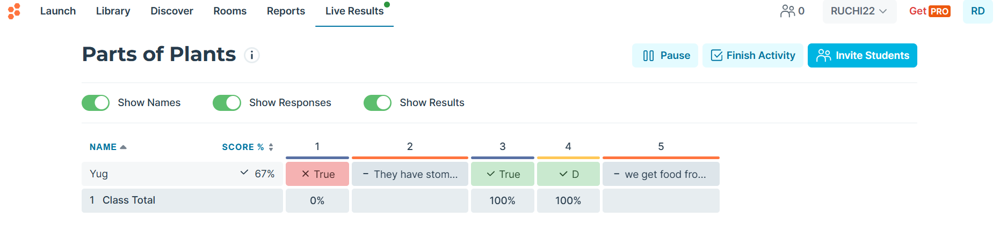 Launch Library Discover Rooms Reports Live Results 0 RUCHI22 Get PRO RD
Parts of Plants i Pause Finish Activity Invite Students
Show Names Show Responses Show Results
NAME SCORE % 1 2 3 4 5
Yug 67% True They have stom... True D we get food fro...
1 Class Total 0% 100% 100%